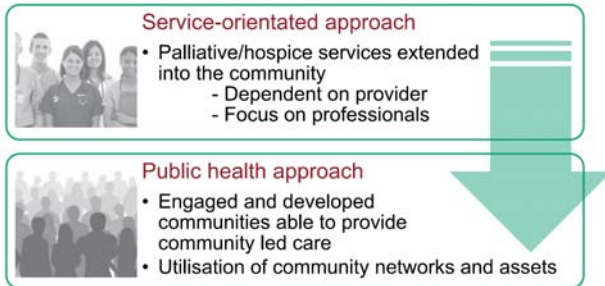 Service-orientated approach
• Palliative/hospice services extended
into the community
- Dependent on provider
- Focus on professionals
Public health approach
• Engaged and developed
communities able to provide
community led care
• Utilisation of community networks and assets